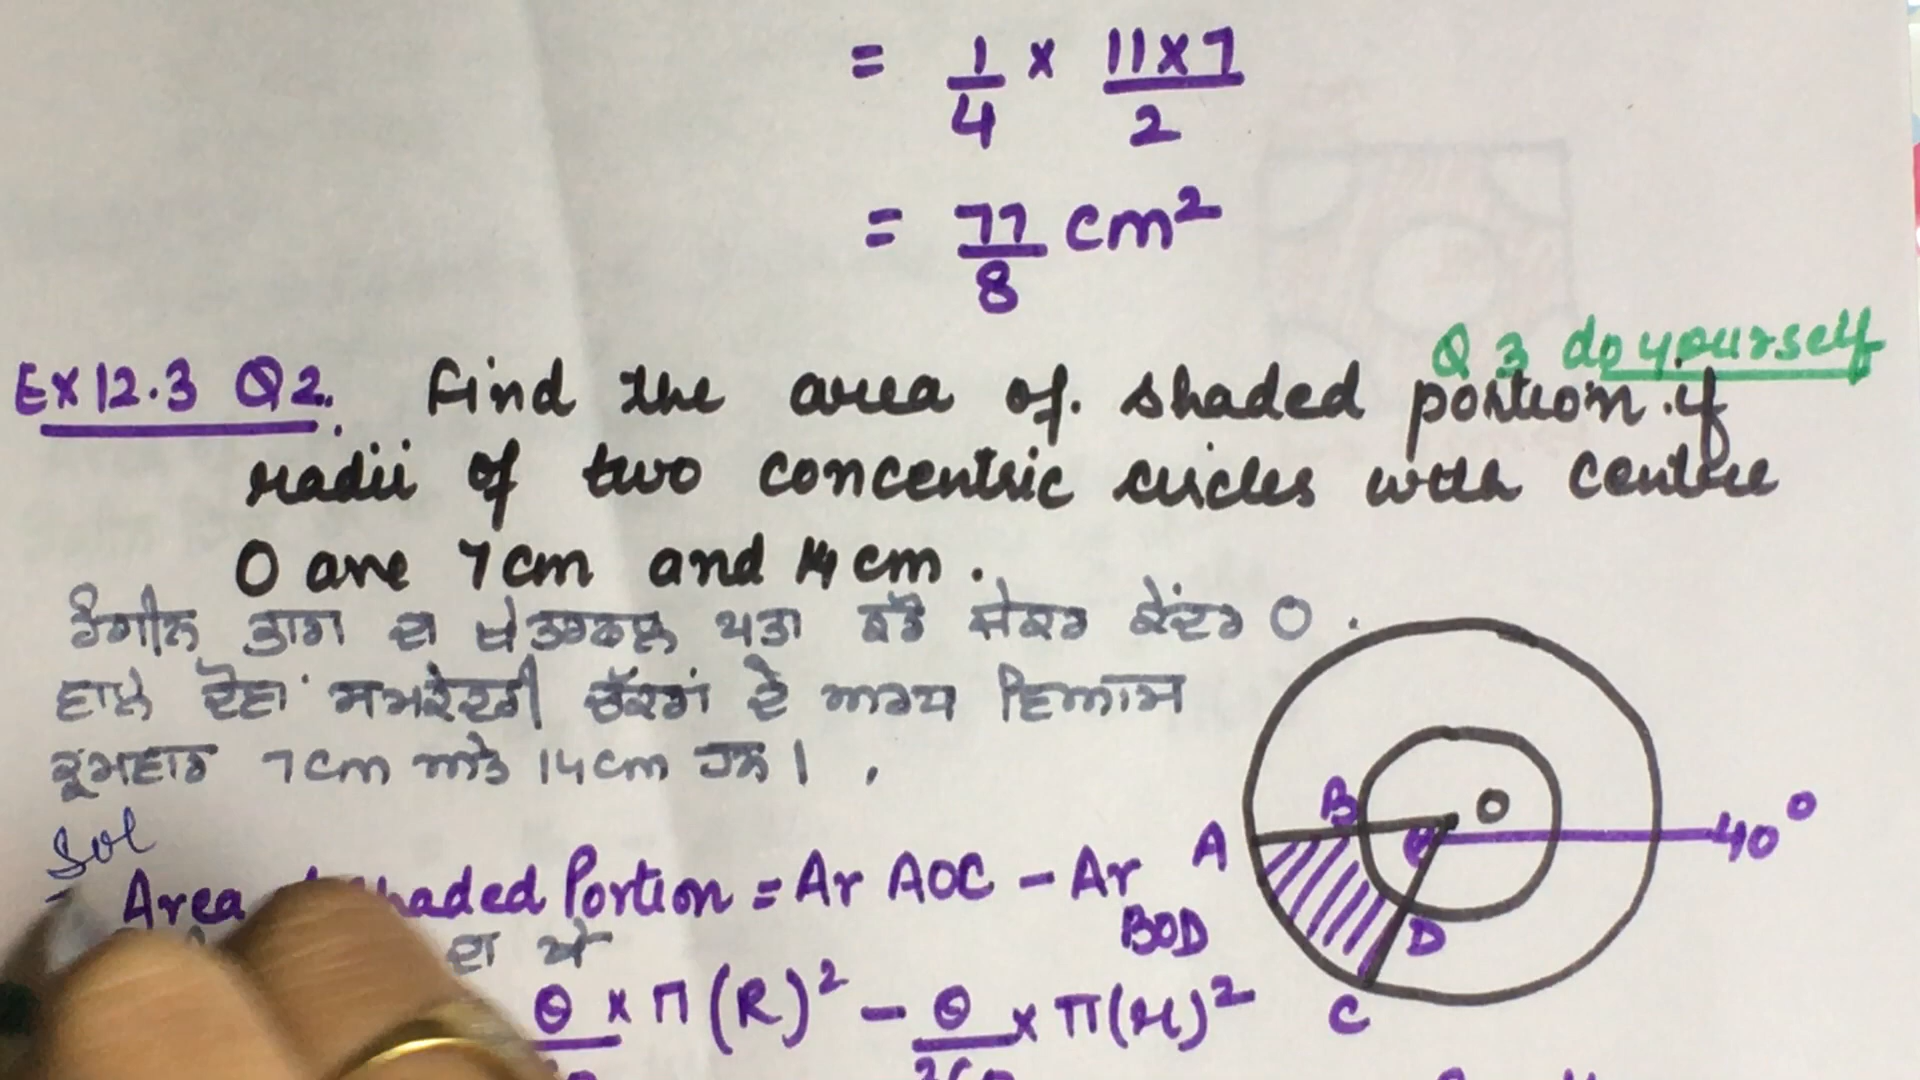 = 1/4 × 11×7/2
= 77/8 cm²
Q 3 do yourself
Ex 12.3 Q2. Find the area of shaded portion if
radii of two concentric circles with centre
O are 7cm and 14 cm.
ਰੰਗੀਨ ਭਾਗ ਦਾ ਖੇਤਰਫਲ ਪਤਾ ਕਰੋ ਜੇਕਰ ਕੇਂਦਰ O
ਵਾਲੇ ਦੋਣਾਂ ਸਮਕੇਂਦਰੀ ਚੱਕਰਾਂ ਦੇ ਅਰਧ ਵਿਆਸ
ਕ੍ਰਮਵਾਰ 7cm ਅਤੇ 14cm ਹਨ।
Sol
Area haded Portion = Ar AOC - Ar BOD
ਦਾ ਖੇ
θ × π(R)² - θ × π(r)²
A B O 40°
D
C